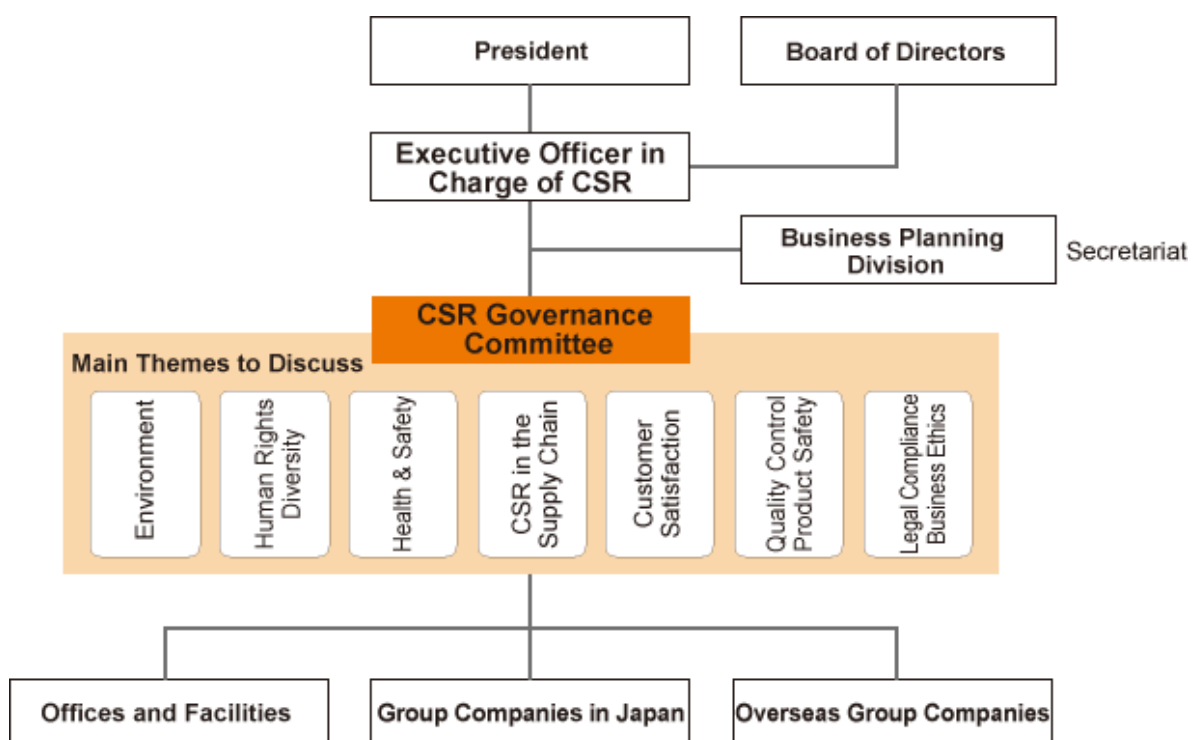 President
Board of Directors
Executive Officer in
Charge of CSR
Business Planning
Division
Secretariat
CSR Governance
Committee
Main Themes to Discuss
Environment
Human Rights
Diversity
Health & Safety
CSR in the
Supply Chain
Customer
Satisfaction
Quality Control
Product Safety
Legal Compliance
Business Ethics
Offices and Facilities
Group Companies in Japan
Overseas Group Companies